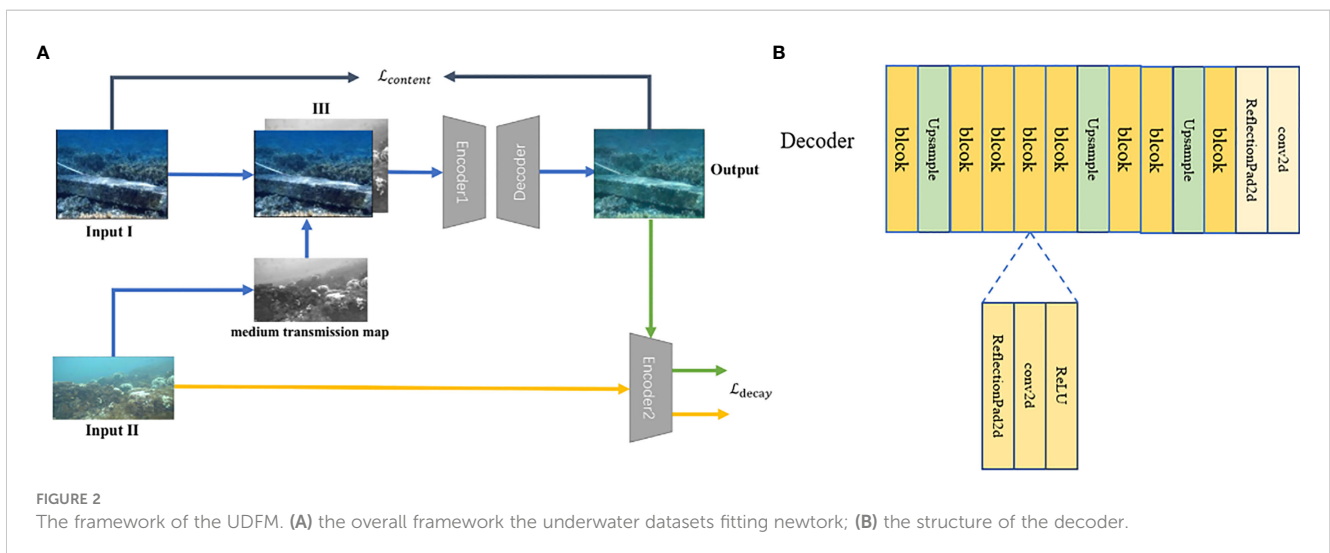 A
ℒcontent
III
Encoder1
Decoder
Output
Input I
medium transmission map
Encoder2
ℒdecay
Input II
B
Decoder
blcok
Upsample
blcok
blcok
blcok
blcok
Upsample
blcok
blcok
Upsample
blcok
ReflectionPad2d
conv2d
ReflectionPad2d
conv2d
ReLU
FIGURE 2
The framework of the UDFM. (A) the overall framework the underwater datasets fitting newtork; (B) the structure of the decoder.